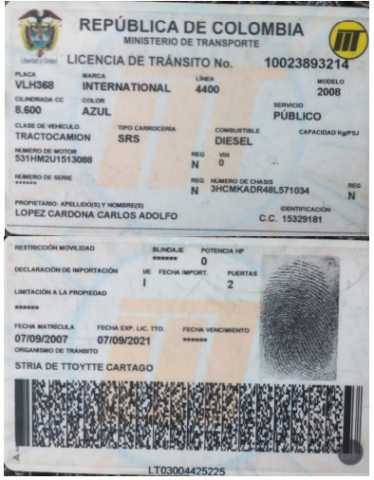 REPÚBLICA DE COLOMBIA
MINISTERIO DE TRANSPORTE
Libertad y Orden
LICENCIA DE TRÁNSITO No. 10023893214
PLACA MARCA LÍNEA MODELO
VLH368 INTERNATIONAL 4400 2008
CILINDRADA CC COLOR SERVICIO
8.600 AZUL PÚBLICO
CLASE DE VEHÍCULO TIPO CARROCERÍA COMBUSTIBLE CAPACIDAD Kg/PSJ
TRACTOCAMION SRS DIESEL
NÚMERO DE MOTOR REG VIN
531HM2U1513088 N 0
NÚMERO DE SERIE REG NÚMERO DE CHASIS REG
****** N 3HCMKADR48L571034 N
PROPIETARIO: APELLIDO(S) Y NOMBRE(S) IDENTIFICACIÓN
LOPEZ CARDONA CARLOS ADOLFO C.C. 15329181
RESTRICCIÓN MOVILIDAD BLINDAJE POTENCIA HP
****** 0
DECLARACIÓN DE IMPORTACIÓN I/E FECHA IMPORT. PUERTAS
I 2
LIMITACIÓN A LA PROPIEDAD
******
FECHA MATRÍCULA FECHA EXP. LIC. TTO. FECHA VENCIMIENTO
07/09/2007 07/09/2021 ******
ORGANISMO DE TRÁNSITO
STRIA DE TTOYTTE CARTAGO
LT03004425225